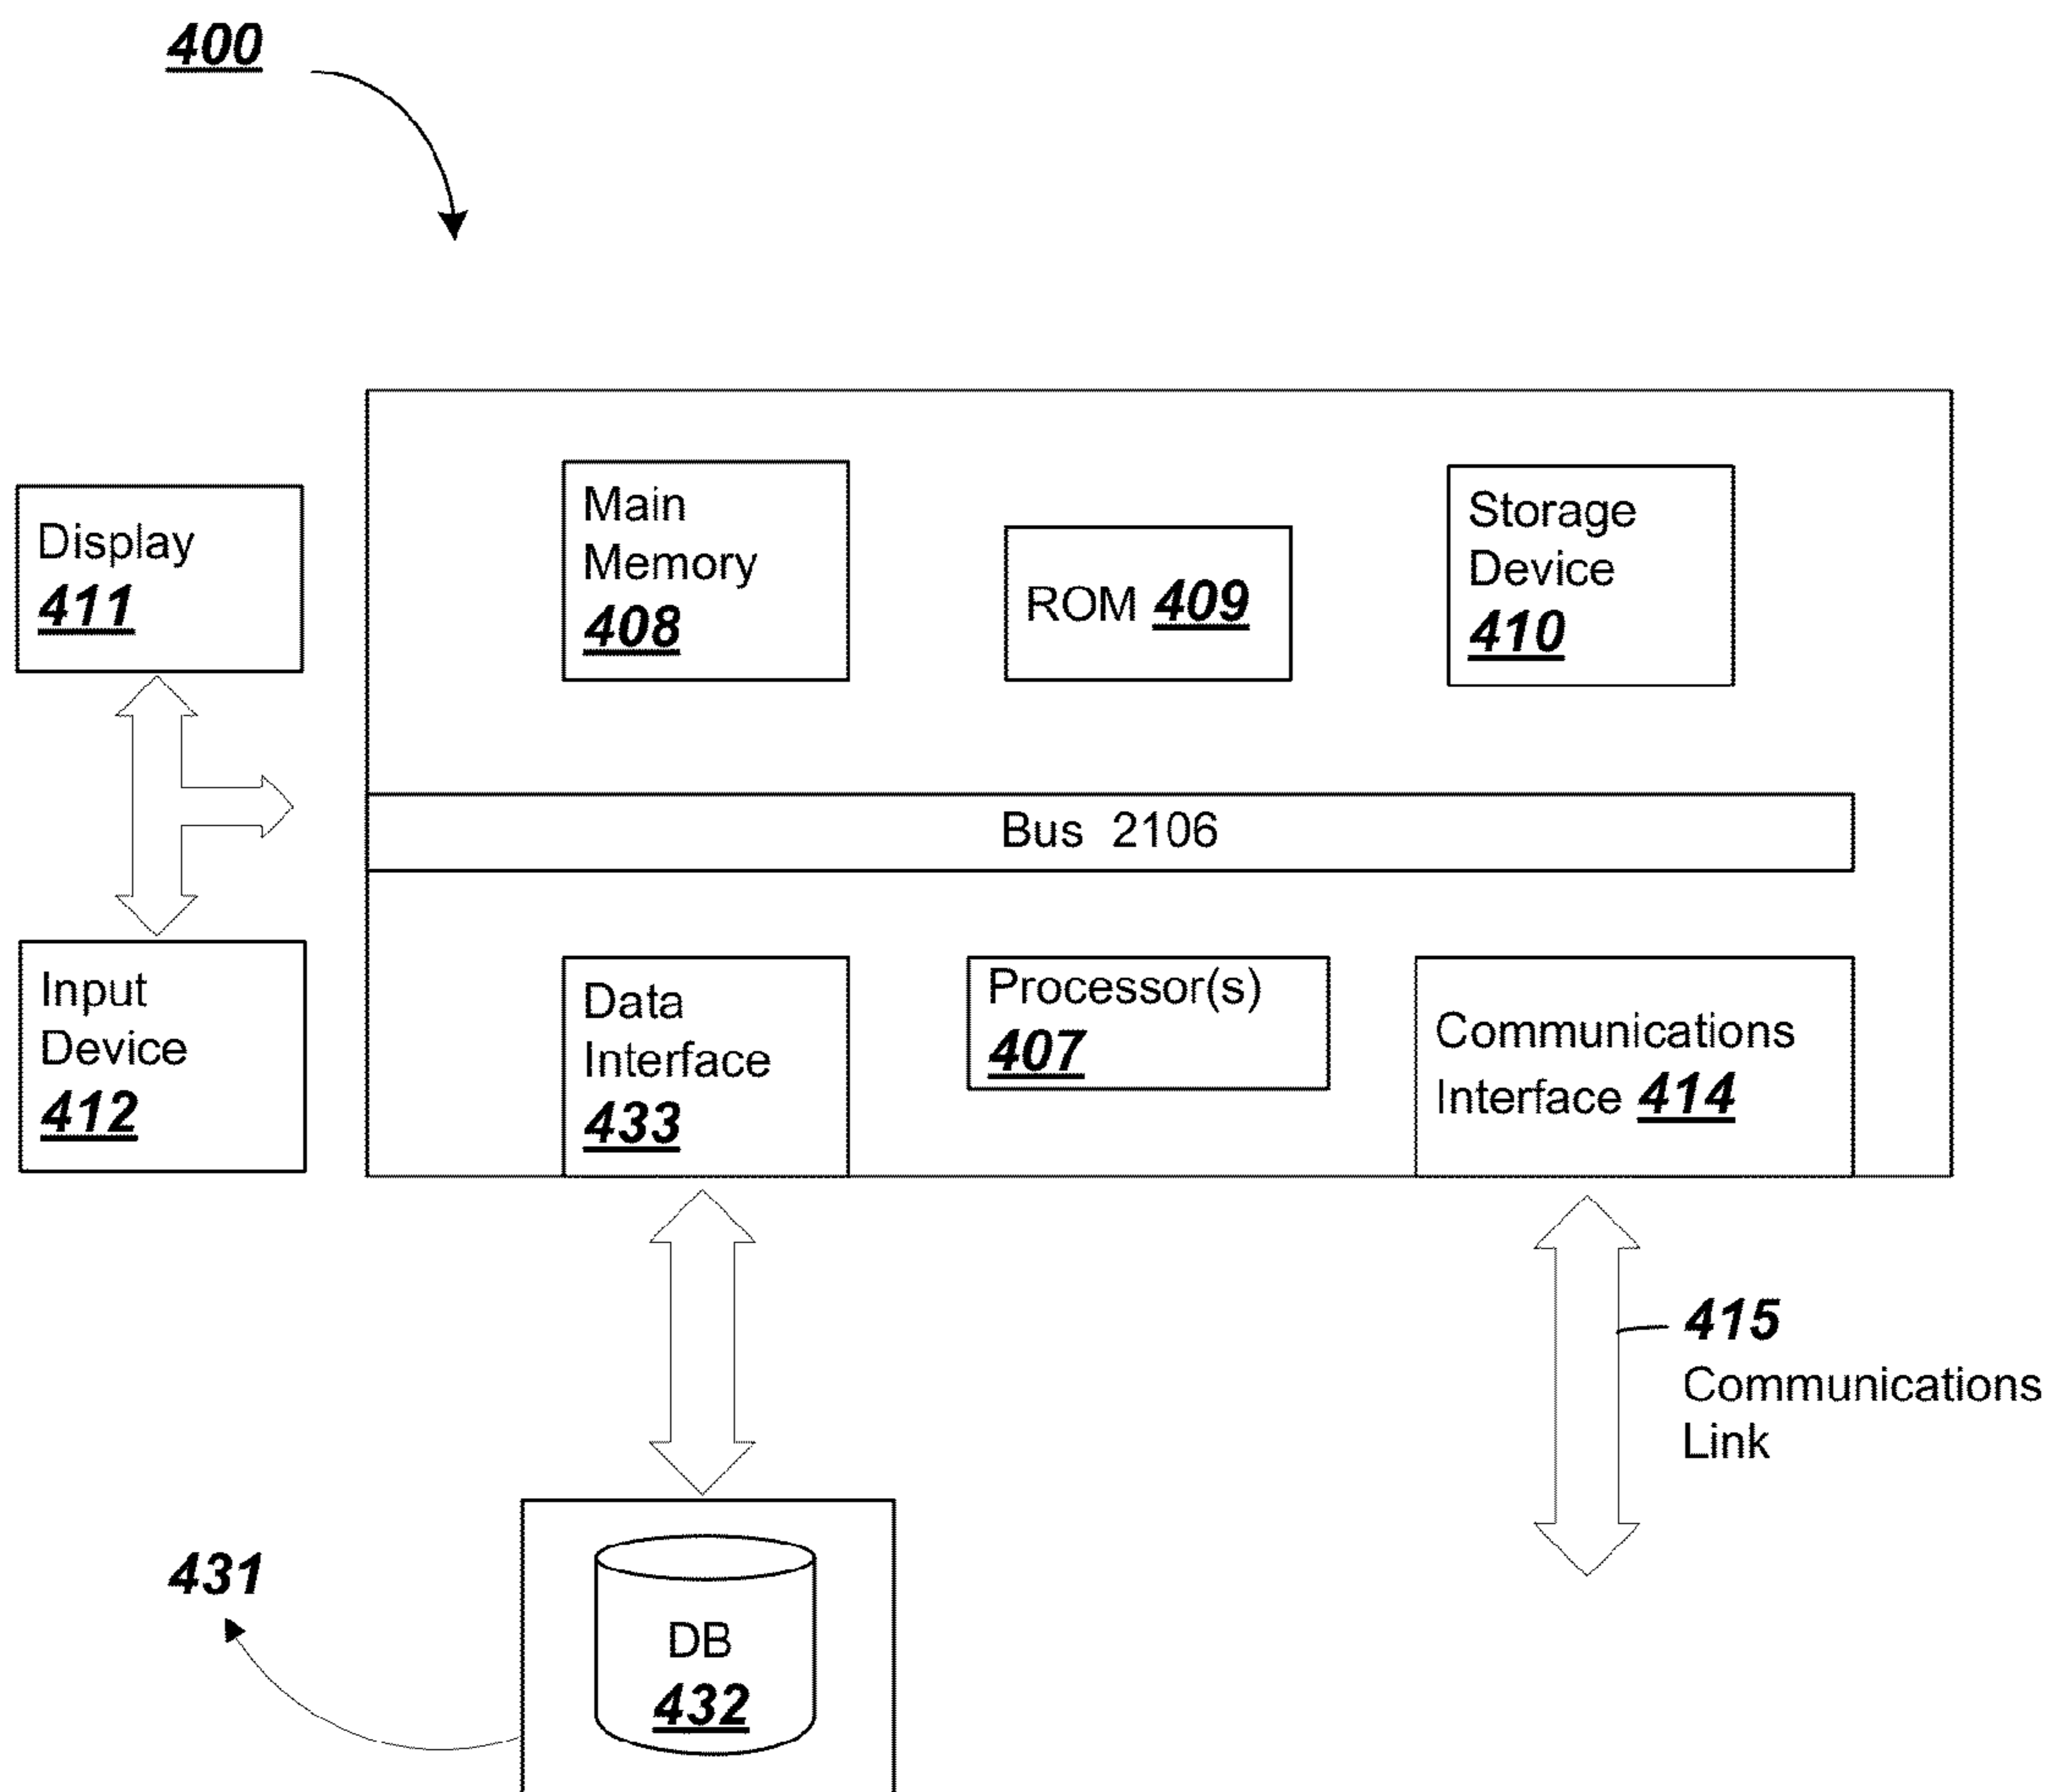 400
Display
411
Main
Memory
408
ROM 409
Storage
Device
410
Bus 2106
Input
Device
412
Data
Interface
433
Processor(s)
407
Communications
Interface 414
415
Communications
Link
431
DB
432